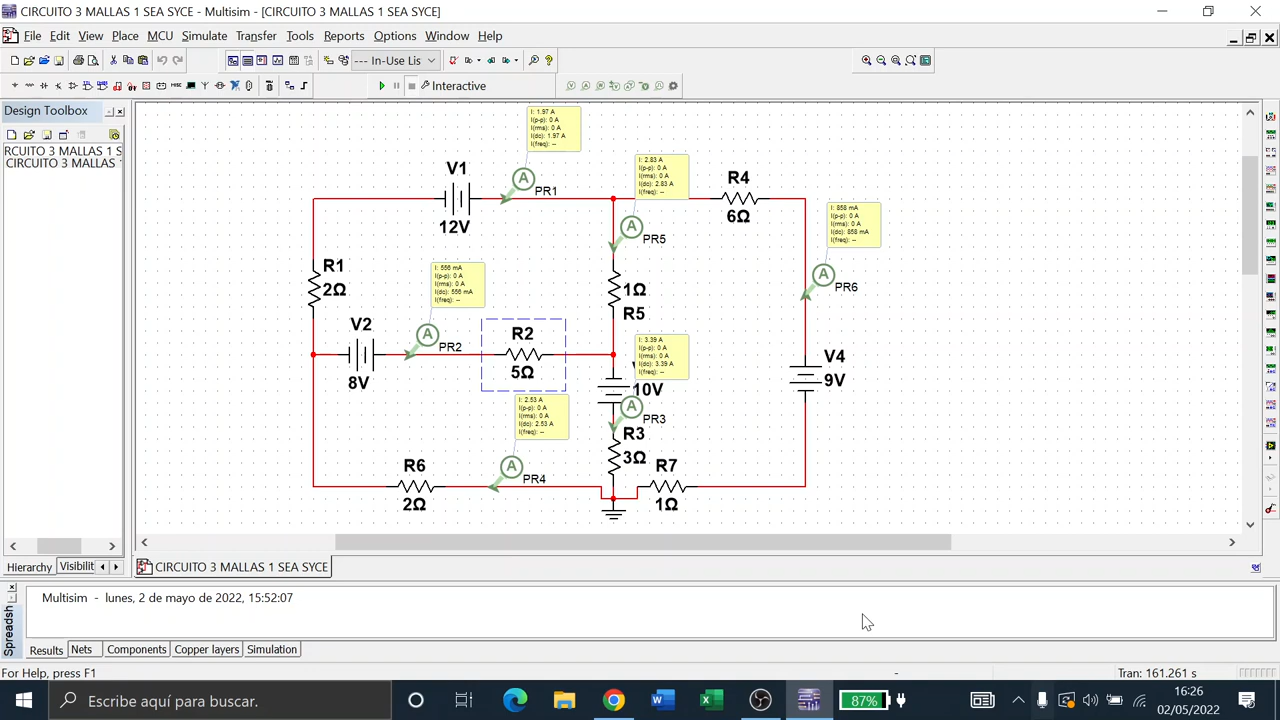 CIRCUITO 3 MALLAS 1 SEA SYCE - Multisim - [CIRCUITO 3 MALLAS 1 SEA SYCE]
File Edit View Place MCU Simulate Transfer Tools Reports Options Window Help
--- In-Use Lis
Interactive
Design Toolbox
RCUITO 3 MALLAS 1 S
CIRCUITO 3 MALLAS
I: 1.97 A
I(p-p): 0 A
I(rms): 0 A
I(dc): 1.97 A
I(freq): --
V1
12V
A
PR1
I: 2.83 A
I(p-p): 0 A
I(rms): 0 A
I(dc): 2.83 A
I(freq): --
A
PR5
R4
6Ω
I: 858 mA
I(p-p): 0 A
I(rms): 0 A
I(dc): 858 mA
I(freq): --
A
PR6
R1
2Ω
I: 556 mA
I(p-p): 0 A
I(rms): 0 A
I(dc): 556 mA
I(freq): --
1Ω
R5
V2
8V
A
PR2
R2
5Ω
I: 3.39 A
I(p-p): 0 A
I(rms): 0 A
I(dc): 3.39 A
I(freq): --
10V
V4
9V
A
PR3
I: 2.53 A
I(p-p): 0 A
I(rms): 0 A
I(dc): 2.53 A
I(freq): --
R3
3Ω
R6
2Ω
A
PR4
R7
1Ω
Hierarchy Visibilit
CIRCUITO 3 MALLAS 1 SEA SYCE
Spreadsh
Multisim - lunes, 2 de mayo de 2022, 15:52:07
Results Nets Components Copper layers Simulation
For Help, press F1
-
Tran: 161.261 s
Escribe aquí para buscar.
87%
16:26
02/05/2022